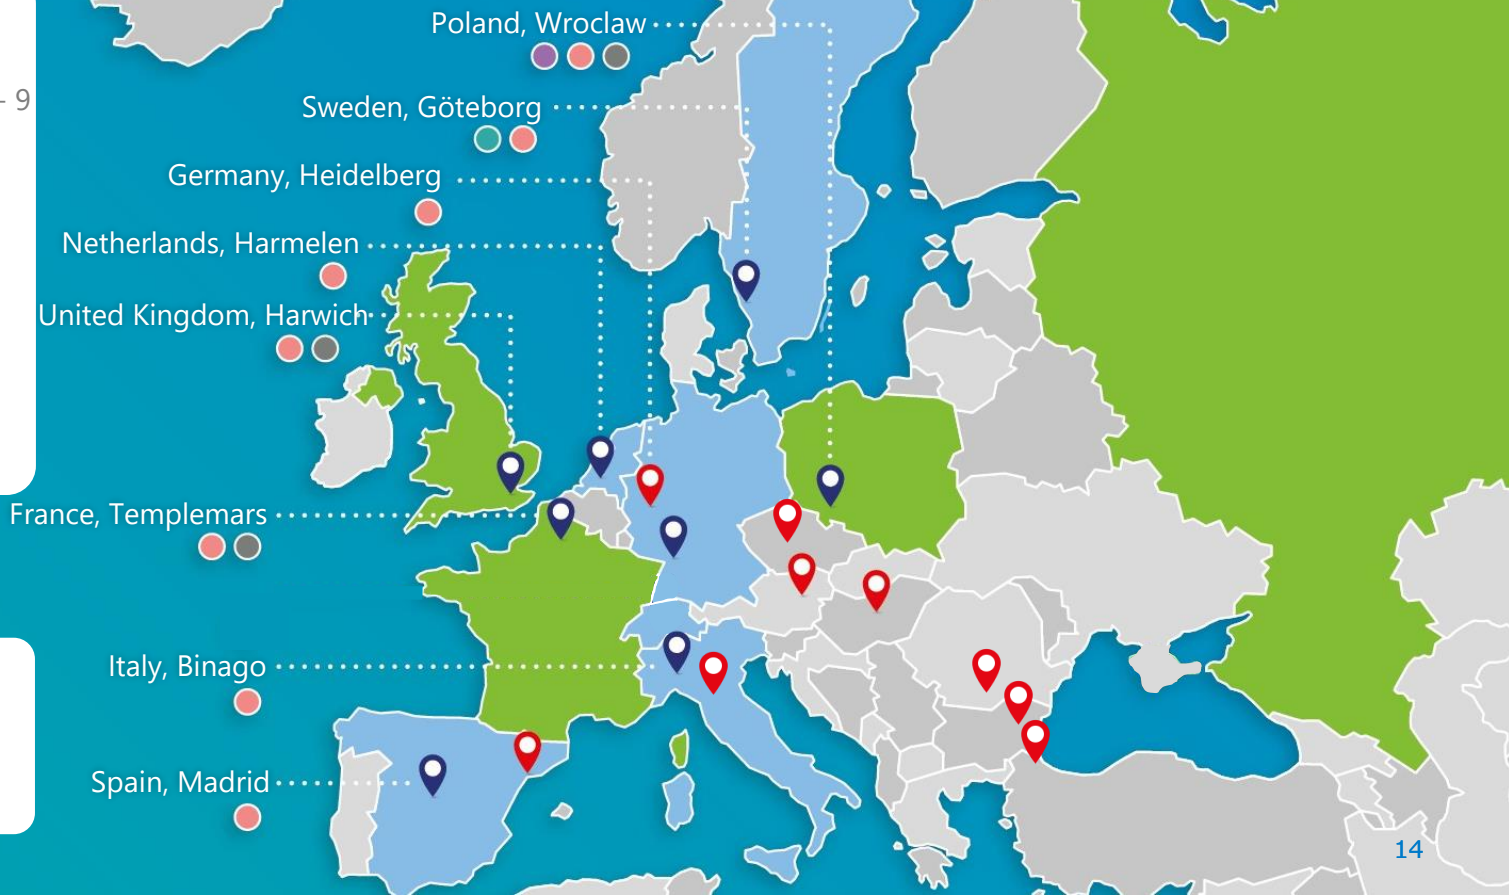 Poland, Wroclaw
- 9
Sweden, Göteborg
Germany, Heidelberg
Netherlands, Harmelen
United Kingdom, Harwich
France, Templemars
Italy, Binago
Spain, Madrid
14